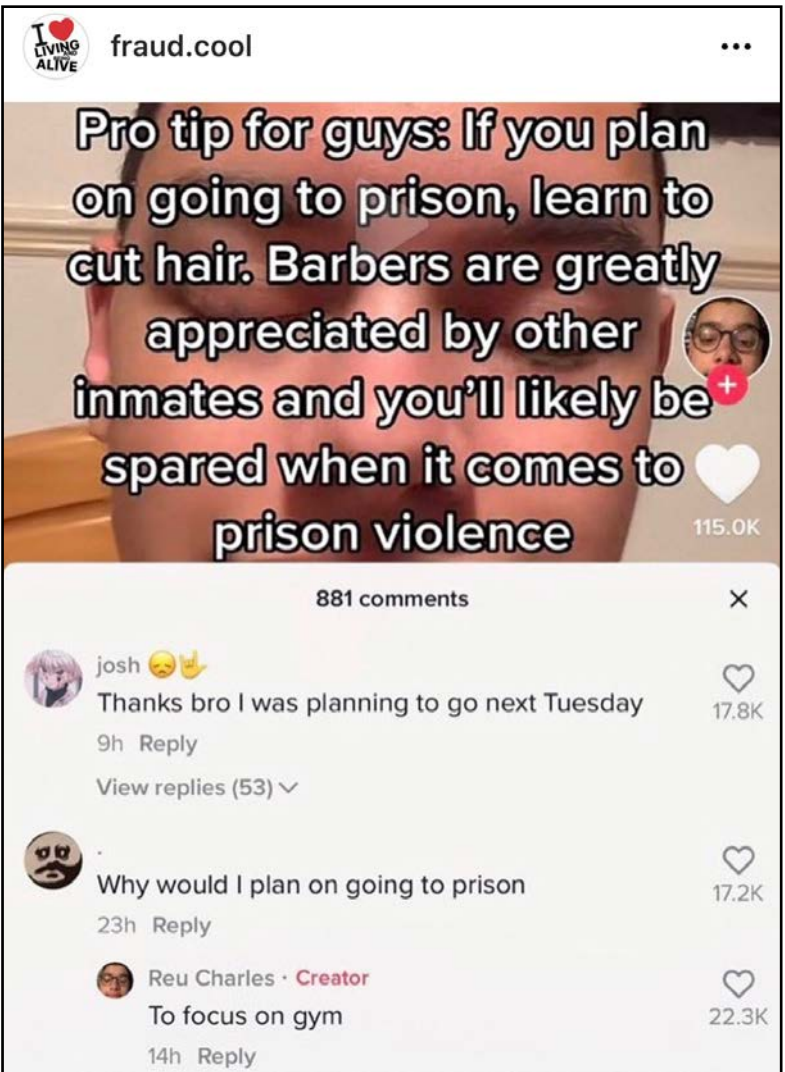 I ❤️
LIVING
ALIVE
fraud.cool
Pro tip for guys: If you plan
on going to prison, learn to
cut hair. Barbers are greatly
appreciated by other
inmates and you'll likely be
spared when it comes to
prison violence
115.0K
881 comments
josh 😞🤟
Thanks bro I was planning to go next Tuesday
17.8K
9h Reply
View replies (53)
.
Why would I plan on going to prison
17.2K
23h Reply
Reu Charles · Creator
To focus on gym
22.3K
14h Reply